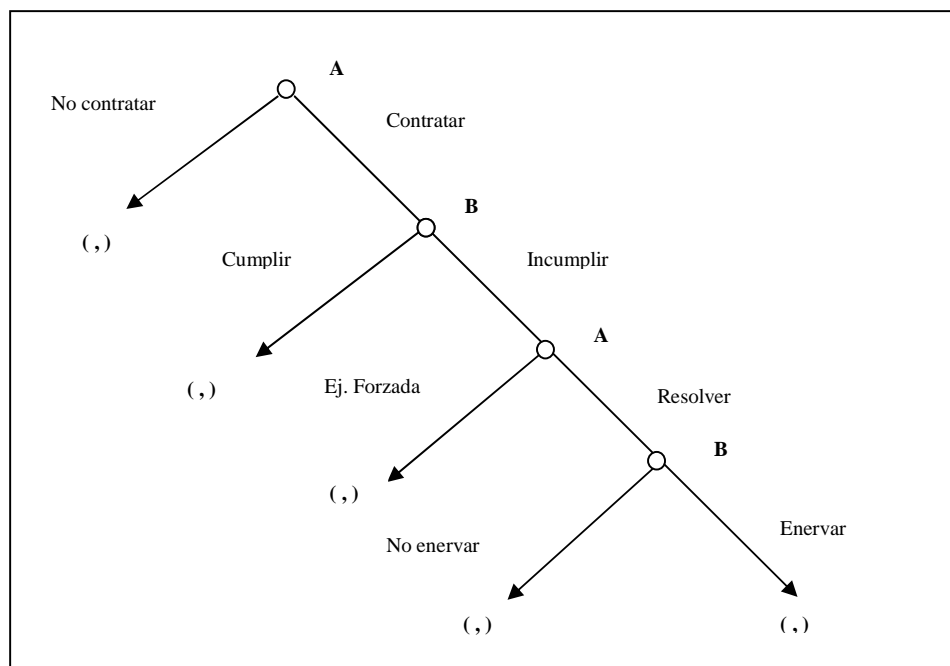 A
No contratar
Contratar
B
( , )
Cumplir
Incumplir
A
( , )
Ej. Forzada
Resolver
B
( , )
No enervar
Enervar
( , )
( , )